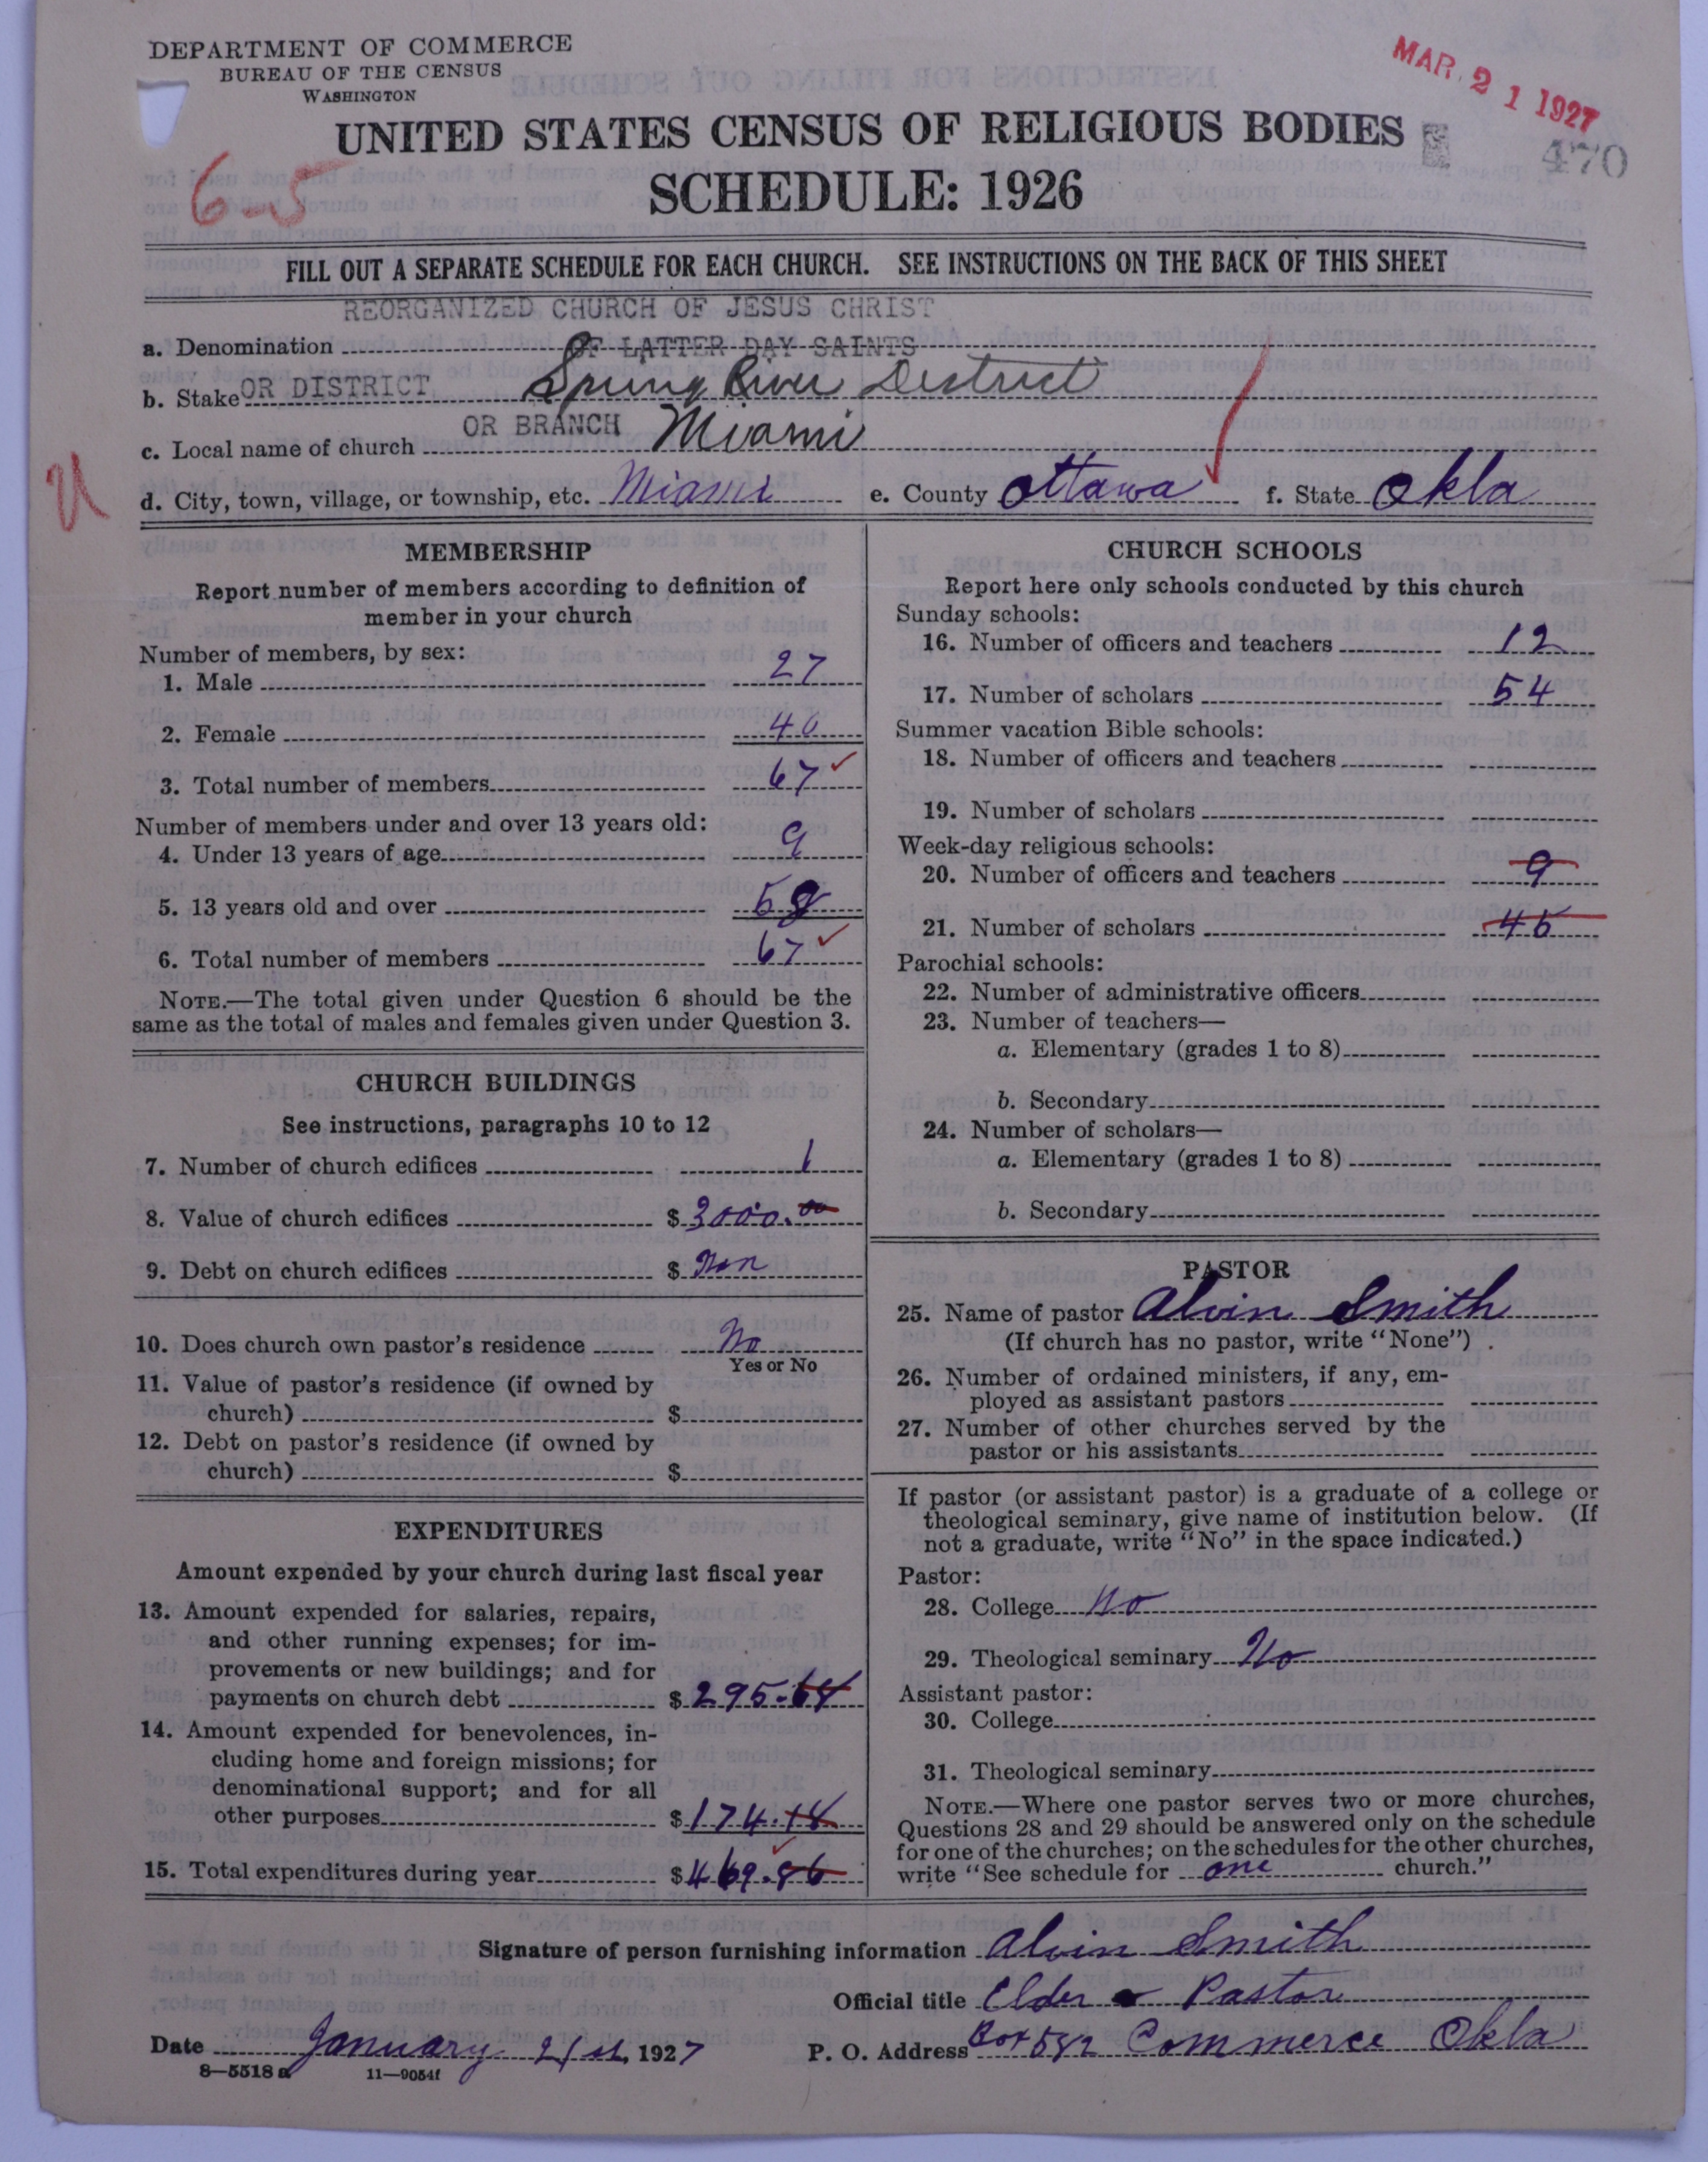 DEPARTMENT OF COMMERCE
BUREAU OF THE CENSUS
WASHINGTON
MAR. 21 1927
470
UNITED STATES CENSUS OF RELIGIOUS BODIES
SCHEDULE: 1926
6-5
FILL OUT A SEPARATE SCHEDULE FOR EACH CHURCH. SEE INSTRUCTIONS ON THE BACK OF THIS SHEET
REORGANIZED CHURCH OF JESUS CHRIST
a. Denomination OF LATTER DAY SAINTS
b. Stake OR DISTRICT Spring River District
c. Local name of church OR BRANCH Miami
d. City, town, village, or township, etc. Miami e. County Ottawa f. State Okla
MEMBERSHIP
Report number of members according to definition of
member in your church
Number of members, by sex:
1. Male 27
2. Female 40
3. Total number of members 67
Number of members under and over 13 years old:
4. Under 13 years of age 9
5. 13 years old and over 58
6. Total number of members 67
NOTE.—The total given under Question 6 should be the
same as the total of males and females given under Question 3.
CHURCH BUILDINGS
See instructions, paragraphs 10 to 12
7. Number of church edifices 1
8. Value of church edifices $ 3000.00
9. Debt on church edifices $ Non
10. Does church own pastor's residence No
Yes or No
11. Value of pastor's residence (if owned by
church) $
12. Debt on pastor's residence (if owned by
church) $
EXPENDITURES
Amount expended by your church during last fiscal year
13. Amount expended for salaries, repairs,
and other running expenses; for im-
provements or new buildings; and for
payments on church debt $ 295.68
14. Amount expended for benevolences, in-
cluding home and foreign missions; for
denominational support; and for all
other purposes $ 174.18
15. Total expenditures during year $ 469.86
CHURCH SCHOOLS
Report here only schools conducted by this church
Sunday schools:
16. Number of officers and teachers 12
17. Number of scholars 54
Summer vacation Bible schools:
18. Number of officers and teachers
19. Number of scholars
Week-day religious schools:
20. Number of officers and teachers 9
21. Number of scholars 45
Parochial schools:
22. Number of administrative officers
23. Number of teachers—
a. Elementary (grades 1 to 8)
b. Secondary
24. Number of scholars—
a. Elementary (grades 1 to 8)
b. Secondary
PASTOR
25. Name of pastor Alvin Smith
(If church has no pastor, write "None")
26. Number of ordained ministers, if any, em-
ployed as assistant pastors
27. Number of other churches served by the
pastor or his assistants
If pastor (or assistant pastor) is a graduate of a college or
theological seminary, give name of institution below. (If
not a graduate, write "No" in the space indicated.)
Pastor:
28. College No
29. Theological seminary No
Assistant pastor:
30. College
31. Theological seminary
NOTE.—Where one pastor serves two or more churches,
Questions 28 and 29 should be answered only on the schedule
for one of the churches; on the schedules for the other churches,
write "See schedule for one church."
Signature of person furnishing information Alvin Smith
Official title Elder Pastor
Date January 21st, 1927 P. O. Address Box 582 Commerce Okla
8—5518 a 11—9054f